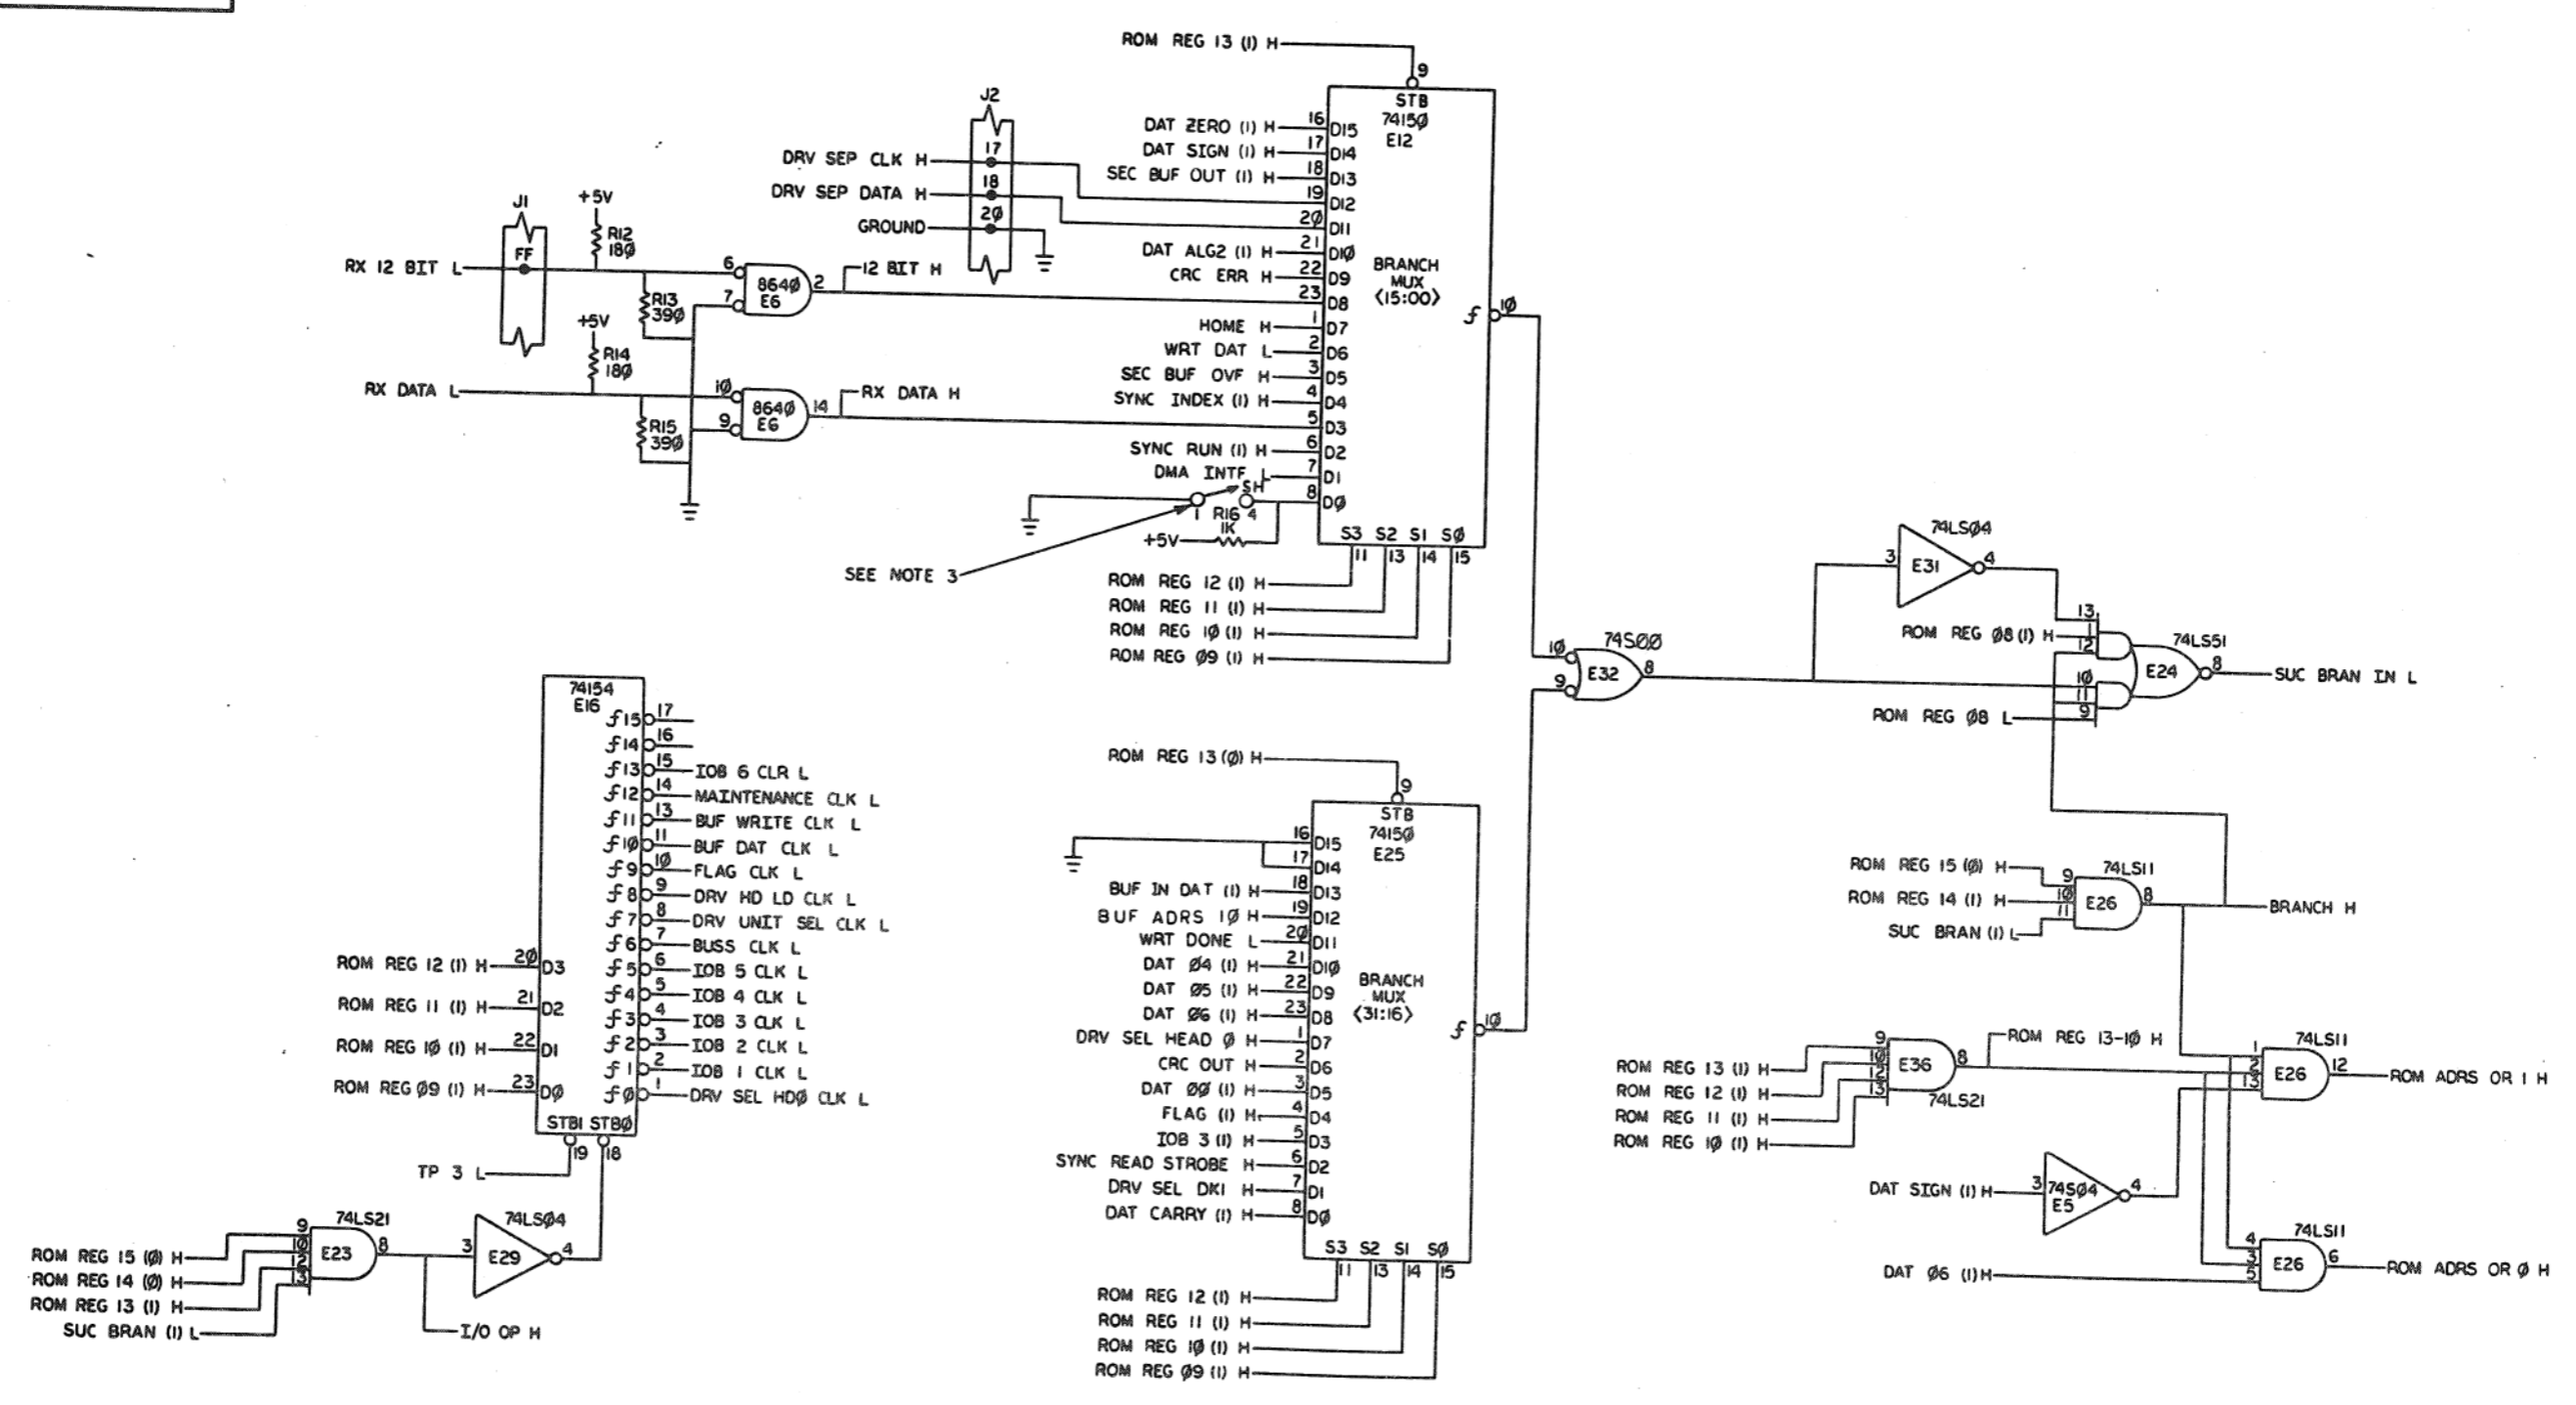 ROM REG 13 (1) H
9
STB
74150
E12
DAT ZERO (1) H 16 D15
DAT SIGN (1) H 17 D14
SEC BUF OUT (1) H 18 D13
19 D12
20 D11
DAT ALG2 (1) H 21 D10
CRC ERR H 22 D9
23 D8
HOME H 1 D7
WRT DAT L 2 D6
SEC BUF OVF H 3 D5
SYNC INDEX (1) H 4 D4
5 D3
SYNC RUN (1) H 6 D2
DMA INTF L 7 D1
8 D0
BRANCH
MUX
<15:00>
f 10
S3 S2 S1 S0
11 13 14 15
ROM REG 12 (1) H
ROM REG 11 (1) H
ROM REG 10 (1) H
ROM REG 09 (1) H
J2
DRV SEP CLK H 17
DRV SEP DATA H 18
GROUND 20
J1
RX 12 BIT L FF
+5V
R12
180
R13
390
6
7
8640
E6
2
12 BIT H
+5V
R14
180
RX DATA L
R15
390
10
9
8640
E6
14
RX DATA H
1 R16 4
1K
+5V
SEE NOTE 3
74154
E16
f15 17
f14 16
f13 15 IOB 6 CLR L
f12 14 MAINTENANCE CLK L
f11 13 BUF WRITE CLK L
f10 11 BUF DAT CLK L
f9 10 FLAG CLK L
f8 9 DRV HD LD CLK L
f7 8 DRV UNIT SEL CLK L
f6 7 BUSS CLK L
f5 6 IOB 5 CLK L
f4 5 IOB 4 CLK L
f3 4 IOB 3 CLK L
f2 3 IOB 2 CLK L
f1 2 IOB 1 CLK L
f0 1 DRV SEL HD0 CLK L
ROM REG 12 (1) H 20 D3
ROM REG 11 (1) H 21 D2
ROM REG 10 (1) H 22 D1
ROM REG 09 (1) H 23 D0
STB1 STB0
19 18
TP 3 L
74LS21
E23
ROM REG 15 (0) H 9
ROM REG 14 (0) H 10
ROM REG 13 (1) H 12
SUC BRAN (1) L 13
8
74LS04
3 E29 4
I/O OP H
ROM REG 13 (0) H
9
STB
74150
E25
16 D15
17 D14
BUF IN DAT (1) H 18 D13
BUF ADRS 10 H 19 D12
WRT DONE L 20 D11
DAT 04 (1) H 21 D10
DAT 05 (1) H 22 D9
DAT 06 (1) H 23 D8
DRV SEL HEAD 0 H 1 D7
CRC OUT H 2 D6
DAT 00 (1) H 3 D5
FLAG (1) H 4 D4
IOB 3 (1) H 5 D3
SYNC READ STROBE H 6 D2
DRV SEL DK1 H 7 D1
DAT CARRY (1) H 8 D0
BRANCH
MUX
<31:16>
f 10
S3 S2 S1 S0
11 13 14 15
ROM REG 12 (1) H
ROM REG 11 (1) H
ROM REG 10 (1) H
ROM REG 09 (1) H
74S00
10
9
E32
8
74LS04
3 E31 4
13
ROM REG 08 (1) H 1
12
10
11
ROM REG 08 L 9
74LS51
E24
8
SUC BRAN IN L
74LS11
ROM REG 15 (0) H 9
ROM REG 14 (1) H 10
SUC BRAN (1) L 11
E26
8
BRANCH H
ROM REG 13 (1) H 9
ROM REG 12 (1) H 10
ROM REG 11 (1) H 12
ROM REG 10 (1) H 13
E36
8
74LS21
ROM REG 13-10 H
74LS11
1
2
13
E26
12
ROM ADRS OR 1 H
DAT SIGN (1) H 3 74S04 4
E5
74LS11
4
3
5
E26
6
ROM ADRS OR 0 H
DAT 06 (1) H